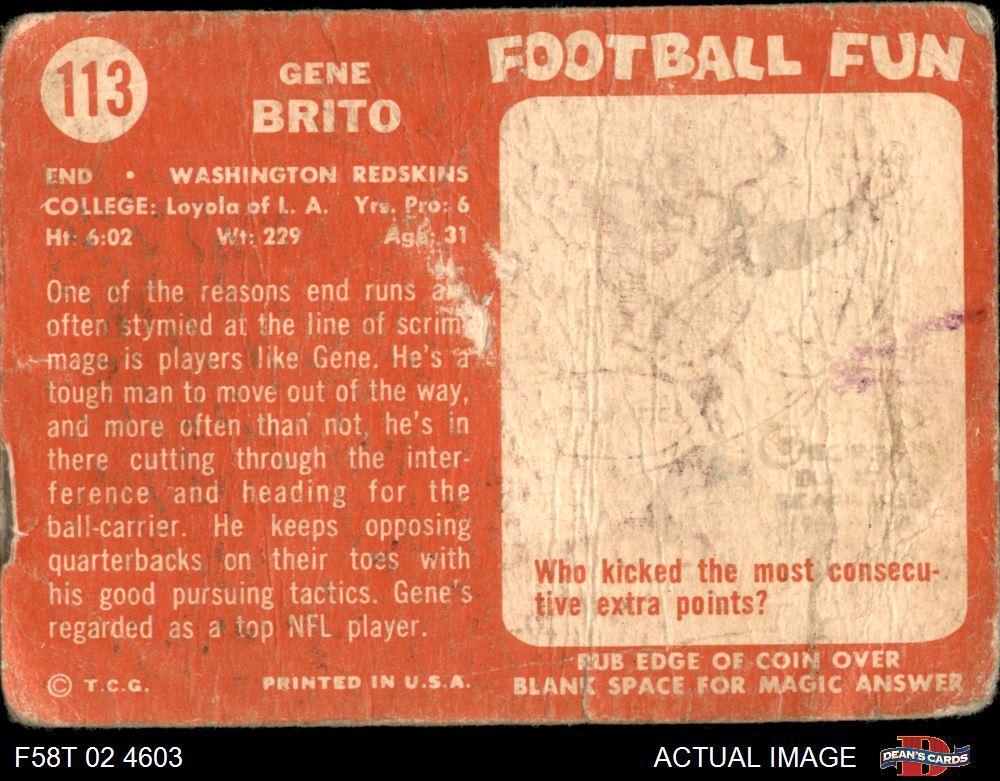 113
GENE
BRITO
END • WASHINGTON REDSKINS
COLLEGE: Loyola of L. A. Yrs. Pro: 6
Ht: 6:02 Wt: 229 Age: 31
One of the reasons end runs are
often stymied at the line of scrim-
mage is players like Gene. He's a
tough man to move out of the way,
and more often than not, he's in
there cutting through the inter-
ference and heading for the
ball-carrier. He keeps opposing
quarterbacks on their toes with
his good pursuing tactics. Gene's
regarded as a top NFL player.
© T.C.G. PRINTED IN U.S.A.
FOOTBALL FUN
Who kicked the most consecu-
tive extra points?
RUB EDGE OF COIN OVER
BLANK SPACE FOR MAGIC ANSWER
F58T 02 4603
ACTUAL IMAGE
DEAN'S CARDS